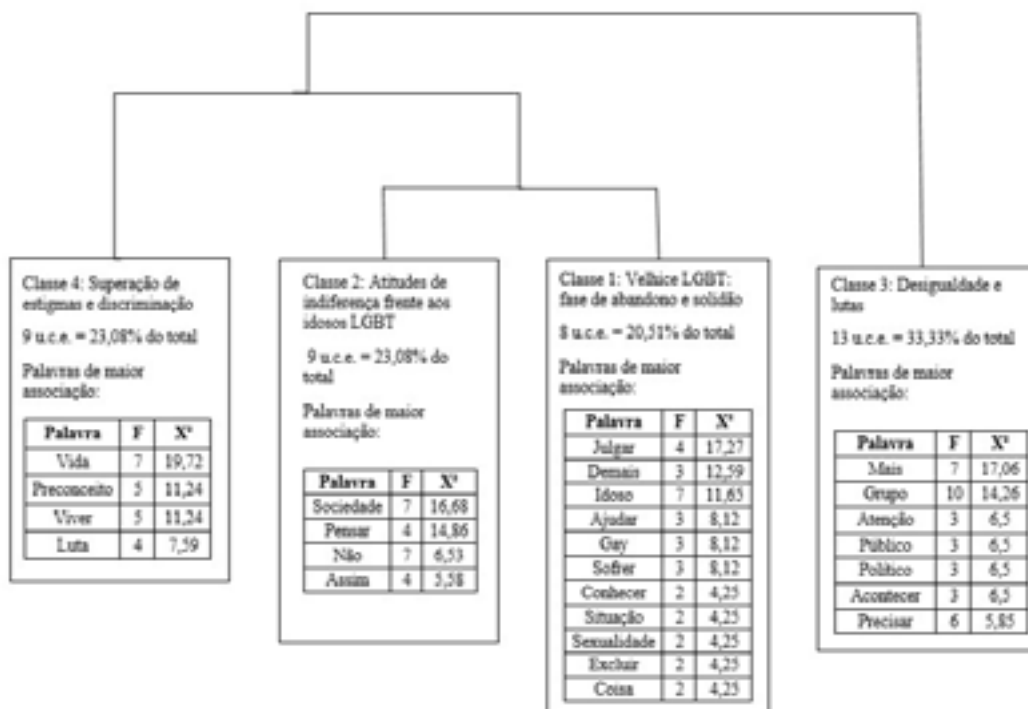 Classe 4: Superação de
estigmas e discriminação
9 u.c.e. = 23,08% do total
Palavras de maior
associação:
Palavra F X²
Vida 7 19,72
Preconceito 5 11,24
Viver 5 11,24
Luta 4 7,59
Classe 2: Atitudes de
indiferença frente aos
idosos LGBT
9 u.c.e. = 23,08% do
total
Palavras de maior
associação:
Palavra F X²
Sociedade 7 16,68
Pensar 4 14,86
Não 7 6,53
Assim 4 5,58
Classe 1: Velhice LGBT:
fase de abandono e solidão
8 u.c.e. = 20,51% do total
Palavras de maior
associação:
Palavra F X²
Julgar 4 17,27
Demais 3 12,59
Idoso 7 11,65
Ajudar 3 8,12
Gay 3 8,12
Sofrer 3 8,12
Conhecer 2 4,25
Situação 2 4,25
Sexualidade 2 4,25
Excluir 2 4,25
Coisa 2 4,25
Classe 3: Desigualdade e
lutas
13 u.c.e. = 33,33% do total
Palavras de maior
associação:
Palavra F X²
Mais 7 17,06
Grupo 10 14,26
Atenção 3 6,5
Público 3 6,5
Político 3 6,5
Acontecer 3 6,5
Precisar 6 5,85